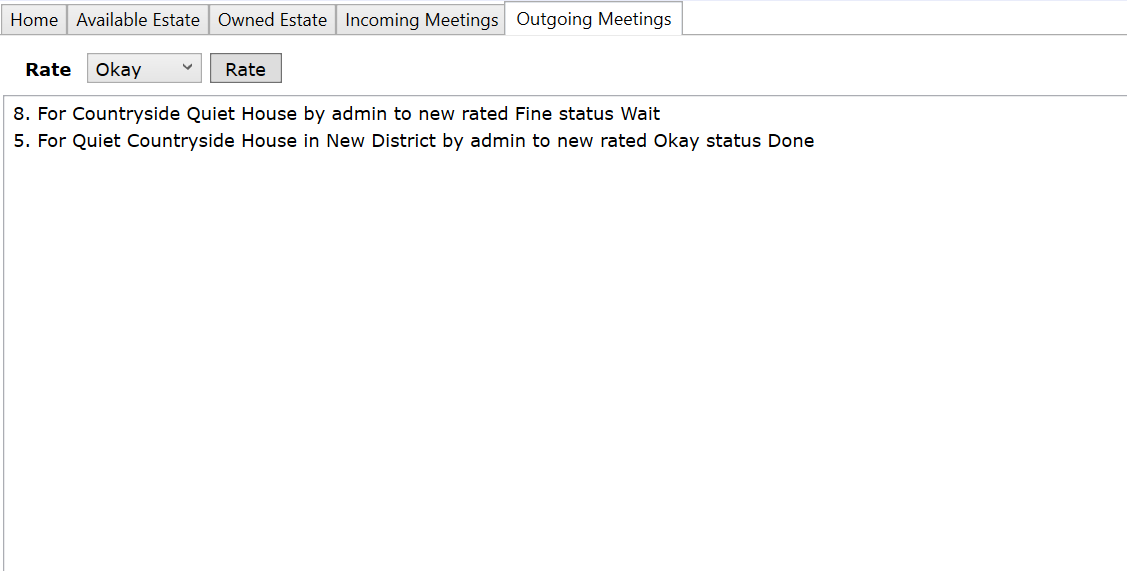 Home Available Estate Owned Estate Incoming Meetings Outgoing Meetings
Rate Okay Rate
8. For Countryside Quiet House by admin to new rated Fine status Wait
5. For Quiet Countryside House in New District by admin to new rated Okay status Done